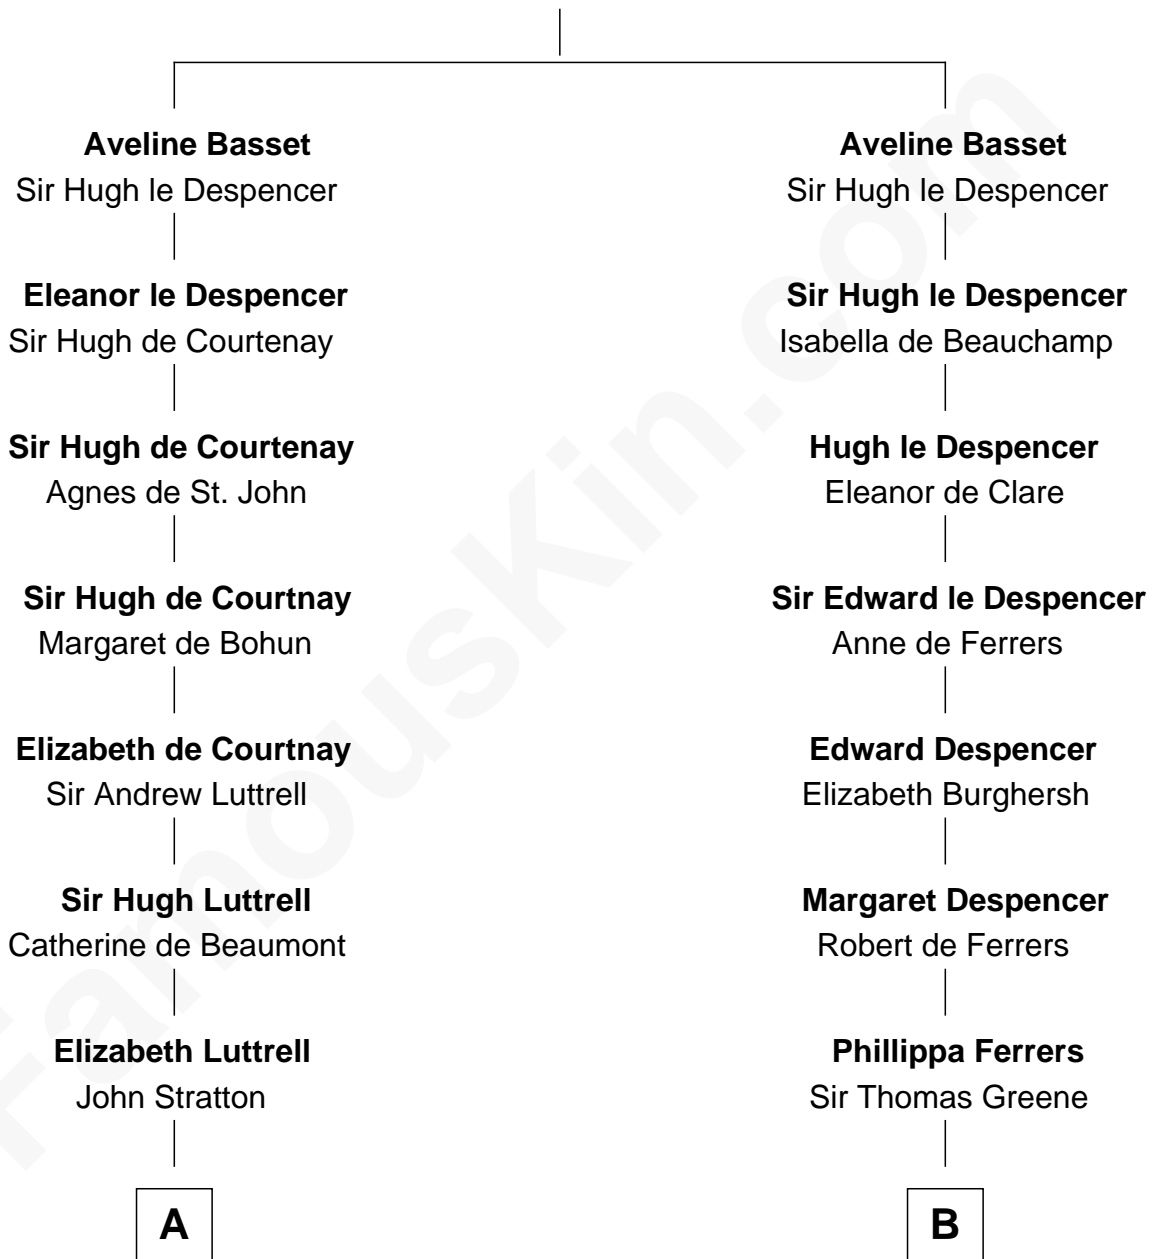 Aveline Basset
Sir Hugh le Despencer
Eleanor le Despencer
Sir Hugh de Courtenay
Sir Hugh de Courtenay
Agnes de St. John
Sir Hugh de Courtnay
Margaret de Bohun
Elizabeth de Courtnay
Sir Andrew Luttrell
Sir Hugh Luttrell
Catherine de Beaumont
Elizabeth Luttrell
John Stratton
A
Aveline Basset
Sir Hugh le Despencer
Sir Hugh le Despencer
Isabella de Beauchamp
Hugh le Despencer
Eleanor de Clare
Sir Edward le Despencer
Anne de Ferrers
Edward Despencer
Elizabeth Burghersh
Margaret Despencer
Robert de Ferrers
Phillippa Ferrers
Sir Thomas Greene
B
FamousKin.com